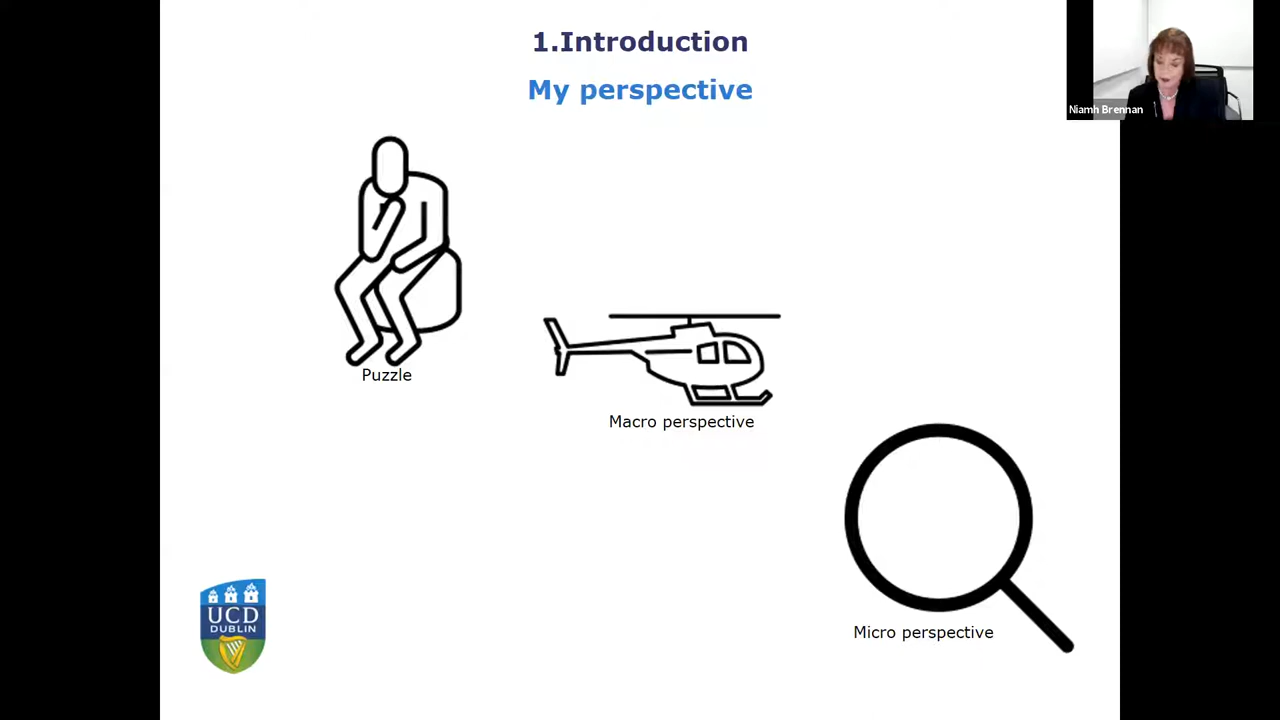 1.Introduction
My perspective
Niamh Brennan
Puzzle
Macro perspective
Micro perspective
UCD
DUBLIN